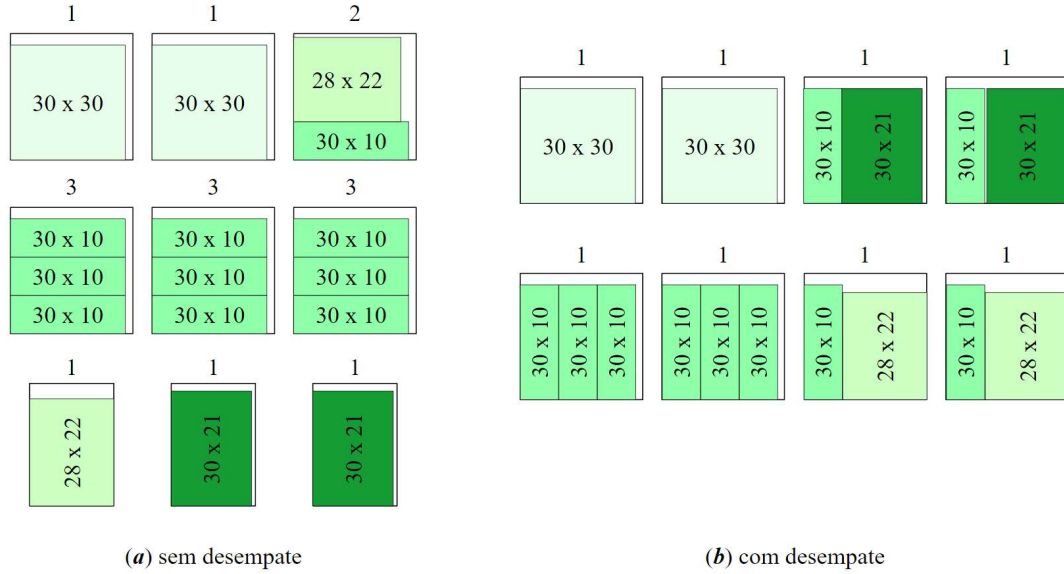 1 1 2
30 x 30 30 x 30 28 x 22
30 x 10
3 3 3
30 x 10 30 x 10 30 x 10
30 x 10 30 x 10 30 x 10
30 x 10 30 x 10 30 x 10
1 1 1
28 x 22 30 x 21 30 x 21
(a) sem desempate
1 1 1 1
30 x 30 30 x 30 30 x 10 30 x 21 30 x 10 30 x 21
1 1 1 1
30 x 10 30 x 10 30 x 10 30 x 10 30 x 10 30 x 10 30 x 10 28 x 22 30 x 10 28 x 22
(b) com desempate